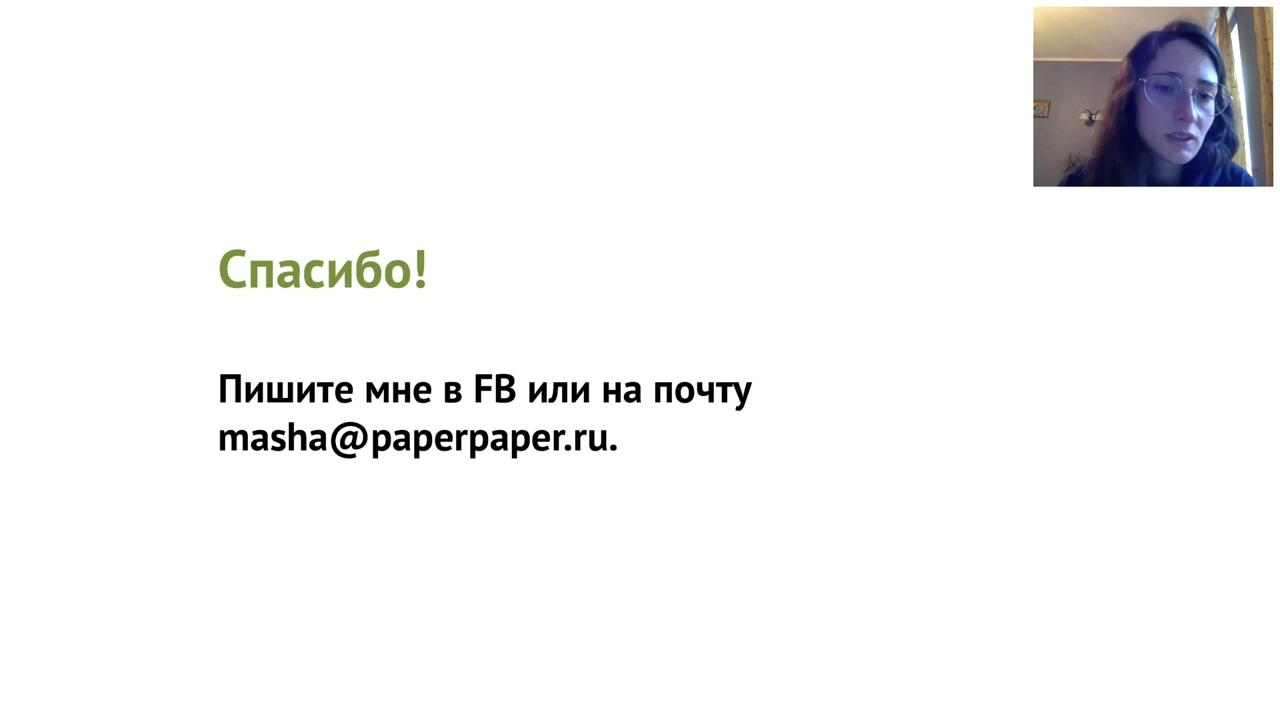 Спасибо!
Пишите мне в FB или на почту
masha@paperpaper.ru.